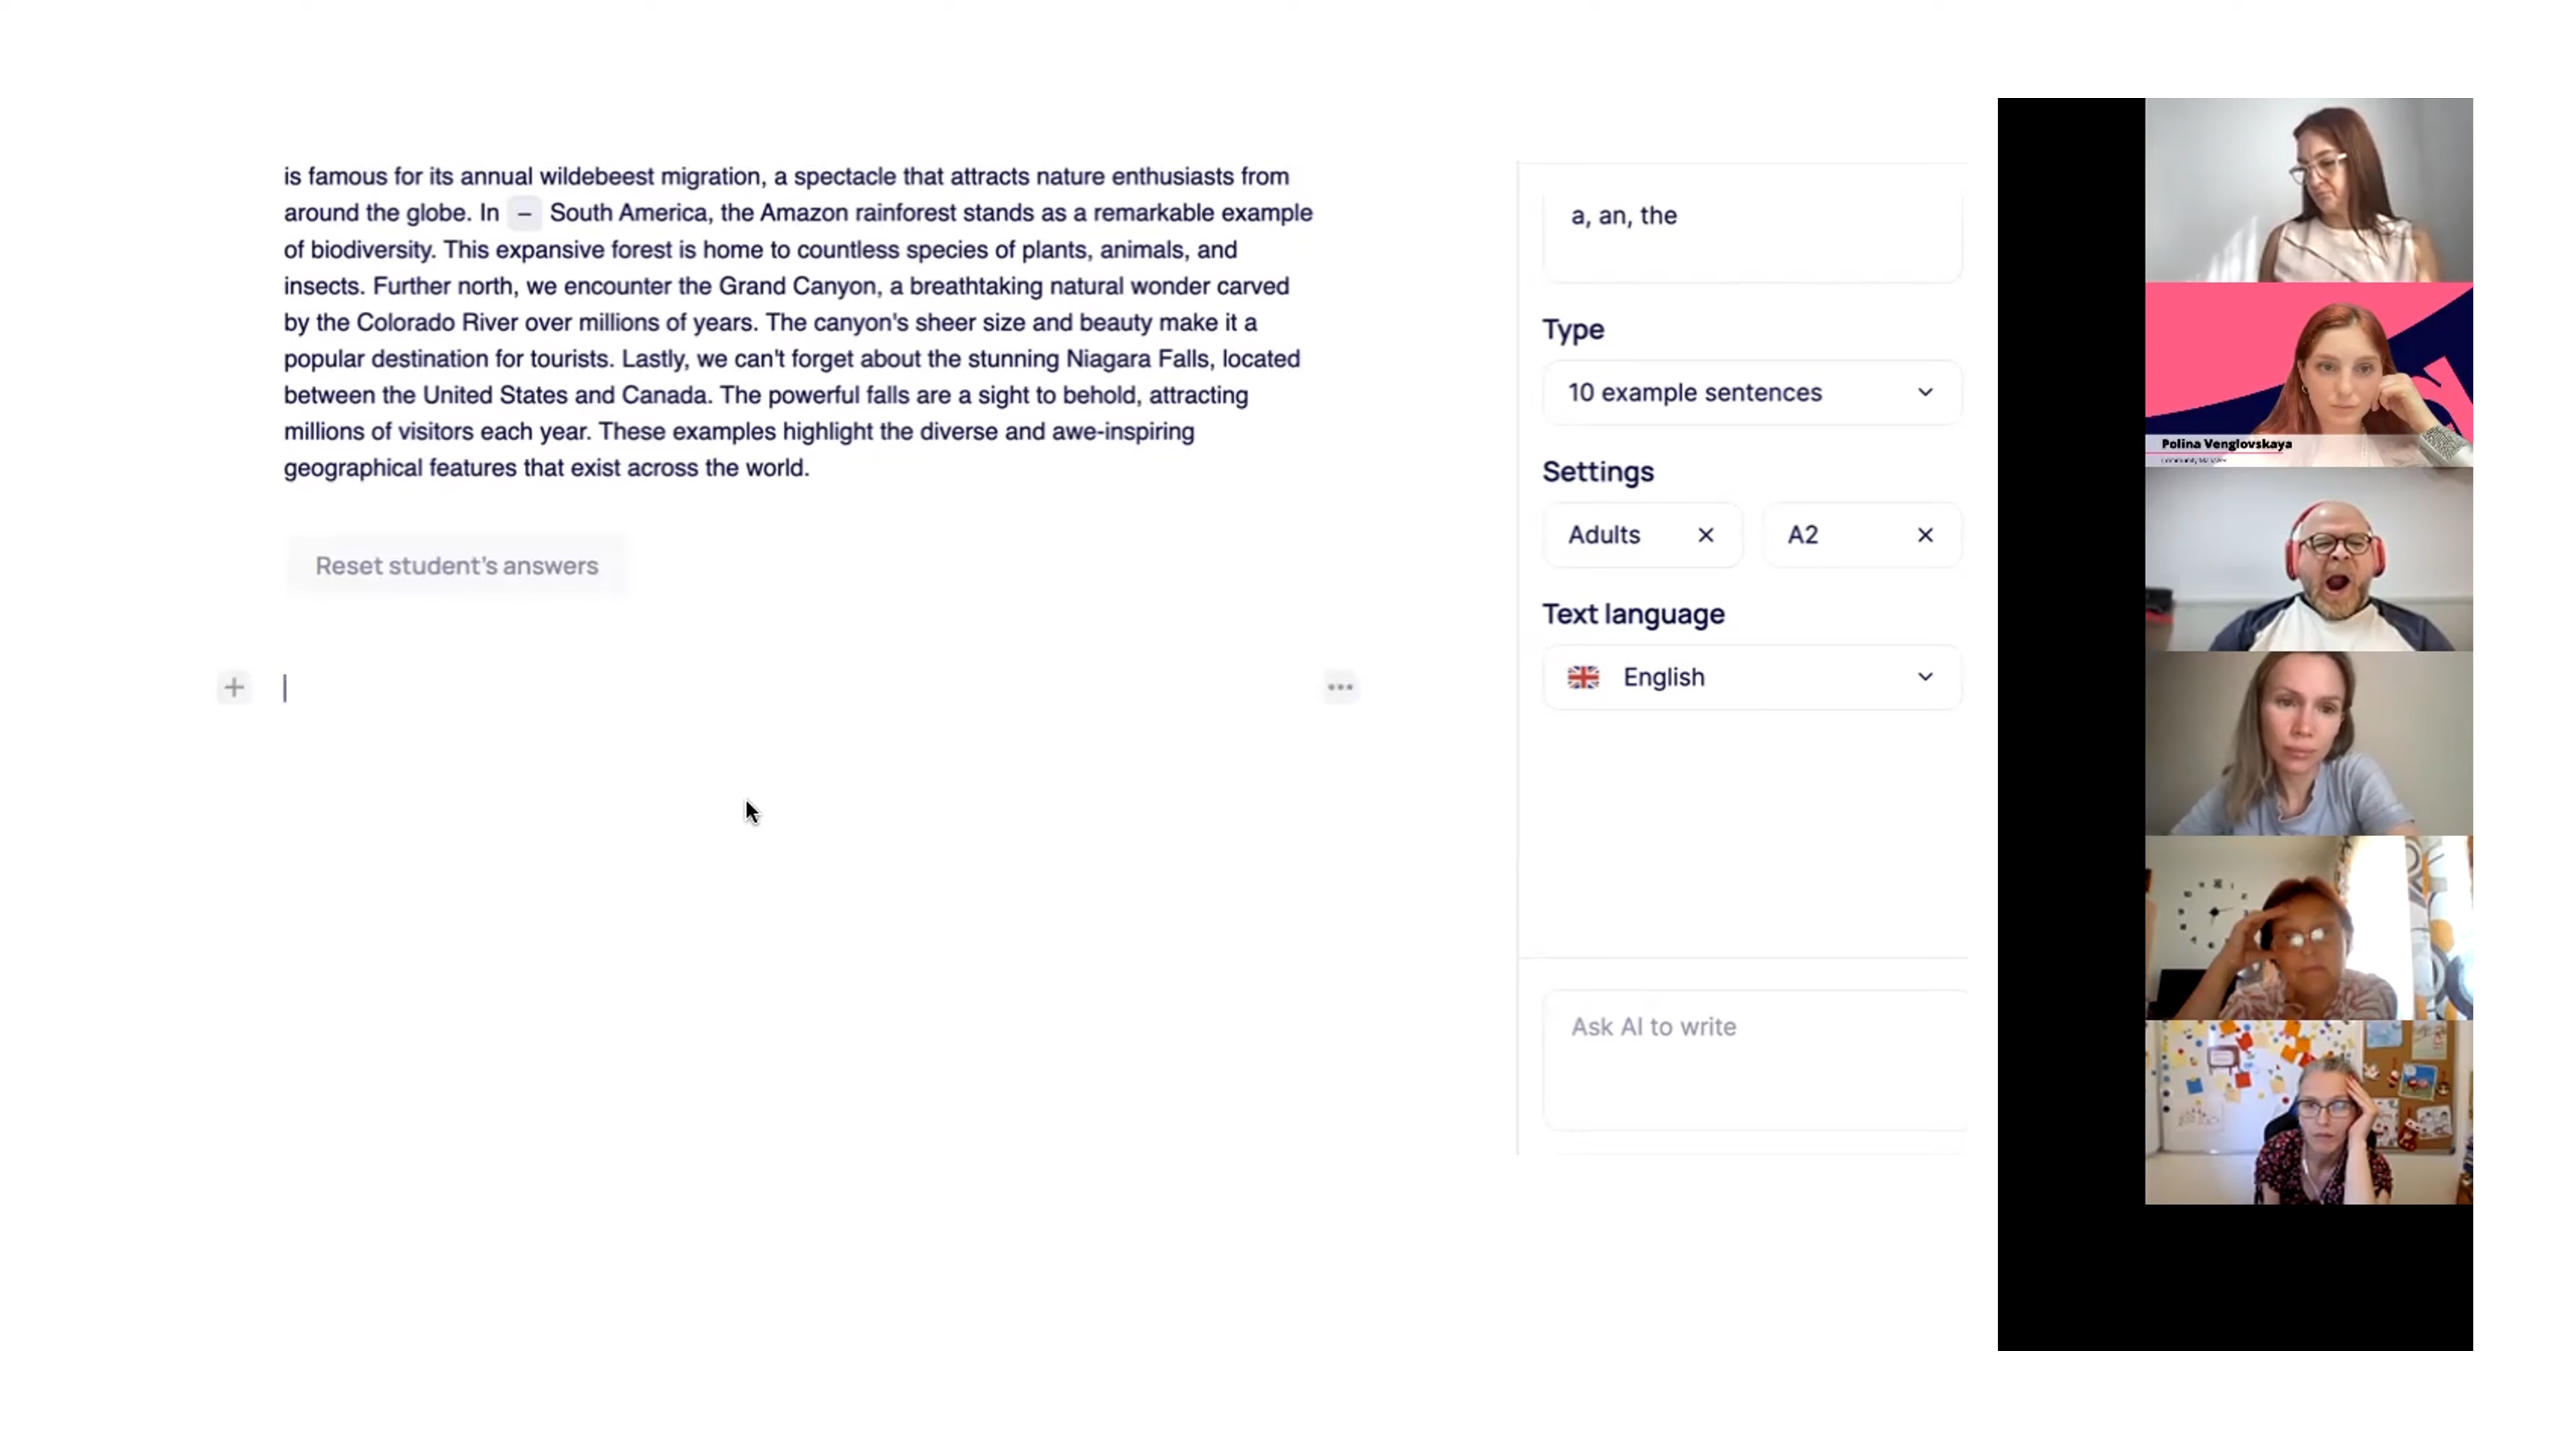 is famous for its annual wildebeest migration, a spectacle that attracts nature enthusiasts from
around the globe. In – South America, the Amazon rainforest stands as a remarkable example
of biodiversity. This expansive forest is home to countless species of plants, animals, and
insects. Further north, we encounter the Grand Canyon, a breathtaking natural wonder carved
by the Colorado River over millions of years. The canyon's sheer size and beauty make it a
popular destination for tourists. Lastly, we can't forget about the stunning Niagara Falls, located
between the United States and Canada. The powerful falls are a sight to behold, attracting
millions of visitors each year. These examples highlight the diverse and awe-inspiring
geographical features that exist across the world.
Reset student's answers
a, an, the
Type
10 example sentences
Settings
Adults
A2
Text language
English
Ask AI to write
Polina Venglovskaya
Community Manager